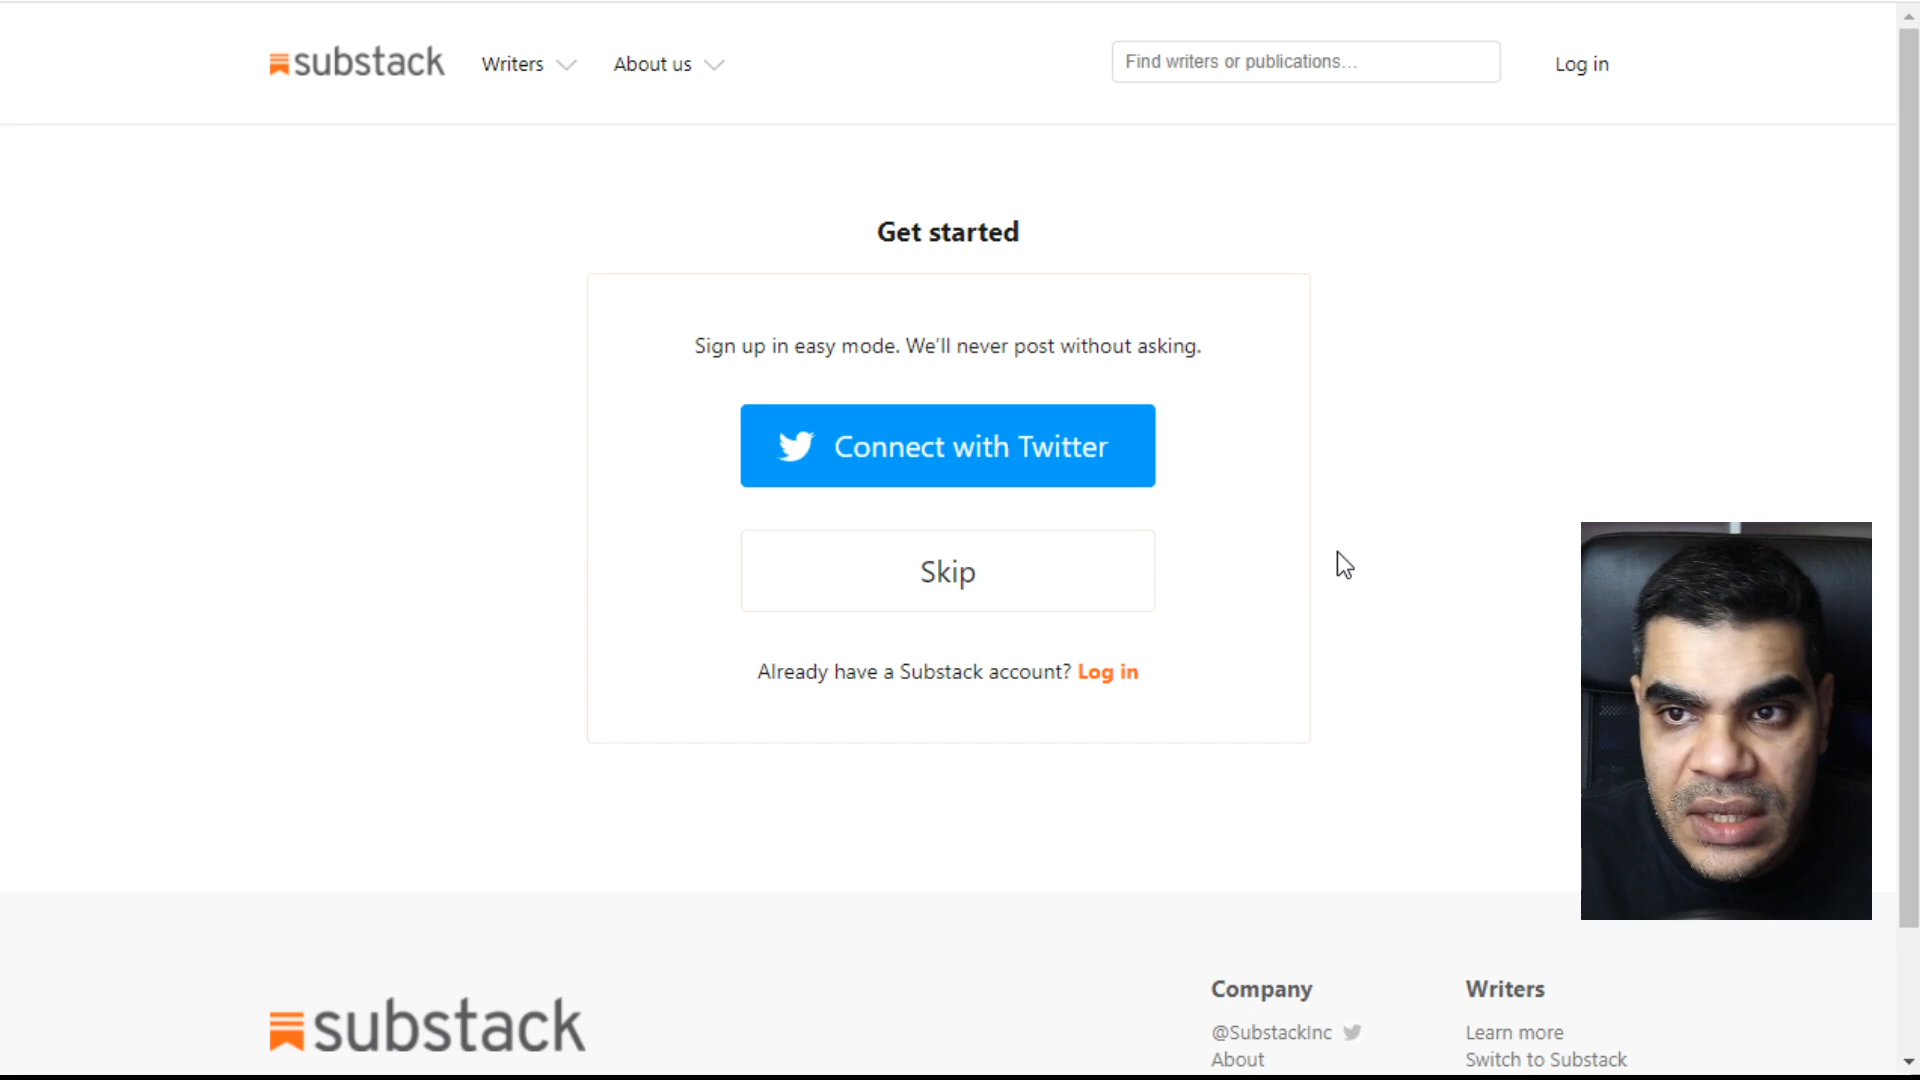 substack Writers About us Find writers or publications... Log in
Get started
Sign up in easy mode. We'll never post without asking.
Connect with Twitter
Skip
Already have a Substack account? Log in
substack
Company
@SubstackInc
About
Writers
Learn more
Switch to Substack